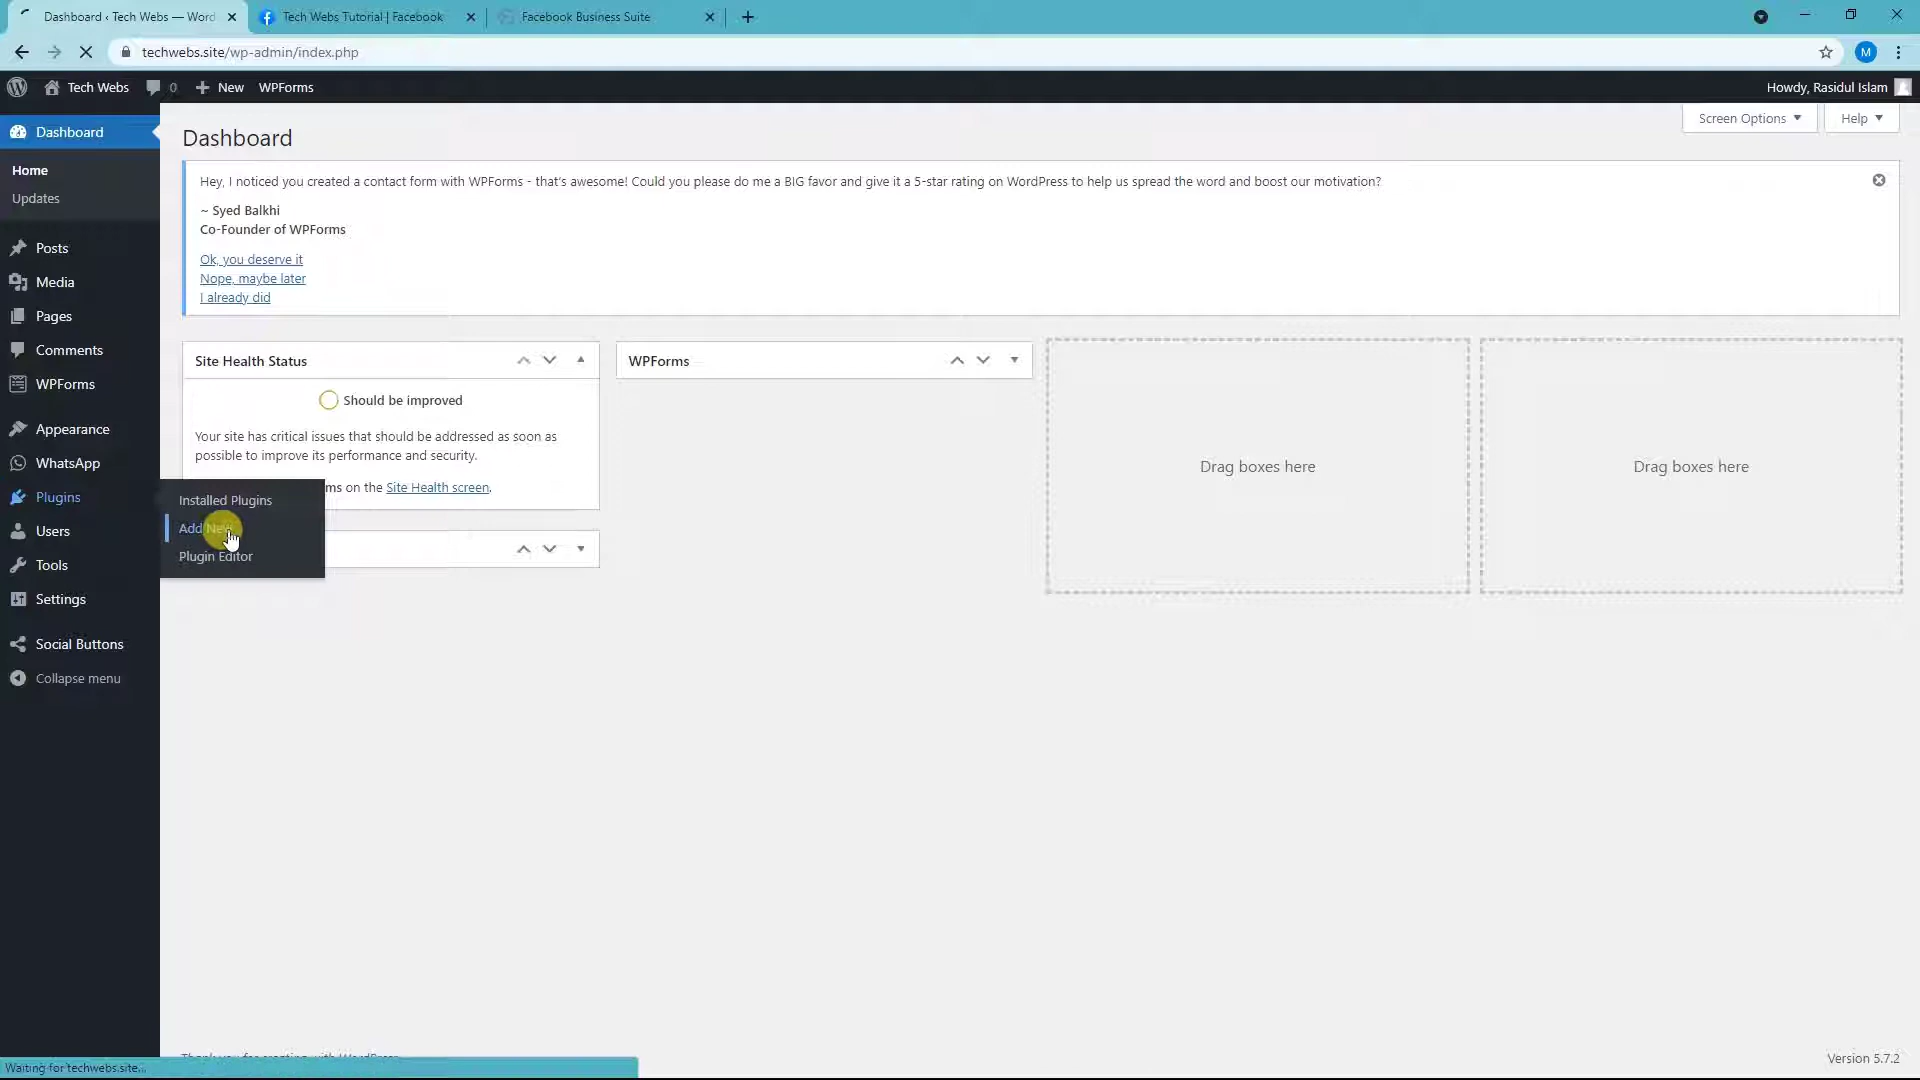 Dashboard ‹ Tech Webs — Word
Tech Webs Tutorial | Facebook
Facebook Business Suite
techwebs.site/wp-admin/index.php
M
Tech Webs
0
New
WPForms
Howdy, Rasidul Islam
Dashboard
Home
Updates
Posts
Media
Pages
Comments
WPForms
Appearance
WhatsApp
Plugins
Users
Tools
Settings
Social Buttons
Collapse menu
Installed Plugins
Add New
Plugin Editor
Screen Options
Help
Dashboard
Hey, I noticed you created a contact form with WPForms - that's awesome! Could you please do me a BIG favor and give it a 5-star rating on WordPress to help us spread the word and boost our motivation?
~ Syed Balkhi
Co-Founder of WPForms
Ok, you deserve it
Nope, maybe later
I already did
Site Health Status
Should be improved
Your site has critical issues that should be addressed as soon as
possible to improve its performance and security.
ms on the Site Health screen.
WPForms
Drag boxes here
Drag boxes here
Thank you for creating with WordPress
Version 5.7.2
Waiting for techwebs.site...